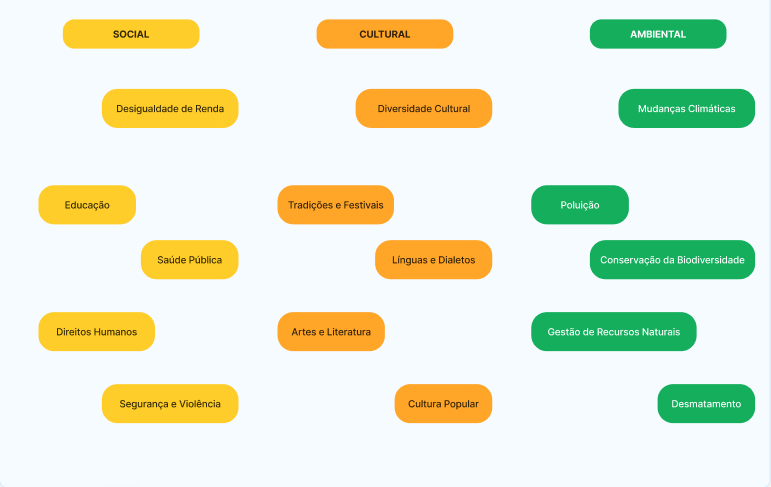 SOCIAL
CULTURAL
AMBIENTAL
Desigualdade de Renda
Diversidade Cultural
Mudanças Climáticas
Educação
Tradições e Festivais
Poluição
Saúde Pública
Línguas e Dialetos
Conservação da Biodiversidade
Direitos Humanos
Artes e Literatura
Gestão de Recursos Naturais
Segurança e Violência
Cultura Popular
Desmatamento